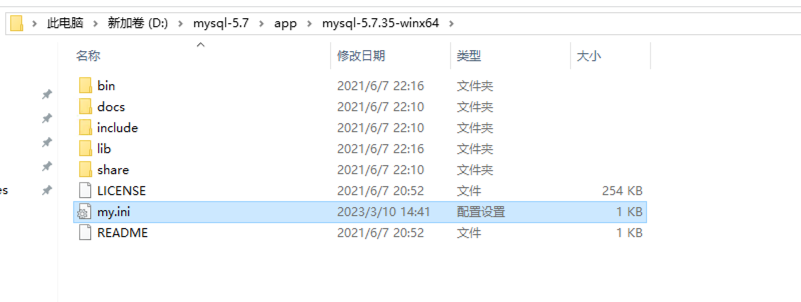 此电脑 › 新加卷 (D:) › mysql-5.7 › app › mysql-5.7.35-winx64 ›
名称 修改日期 类型 大小
bin 2021/6/7 22:16 文件夹
docs 2021/6/7 22:10 文件夹
include 2021/6/7 22:10 文件夹
lib 2021/6/7 22:16 文件夹
share 2021/6/7 22:10 文件夹
es LICENSE 2021/6/7 20:52 文件 254 KB
my.ini 2023/3/10 14:41 配置设置 1 KB
README 2021/6/7 20:52 文件 1 KB